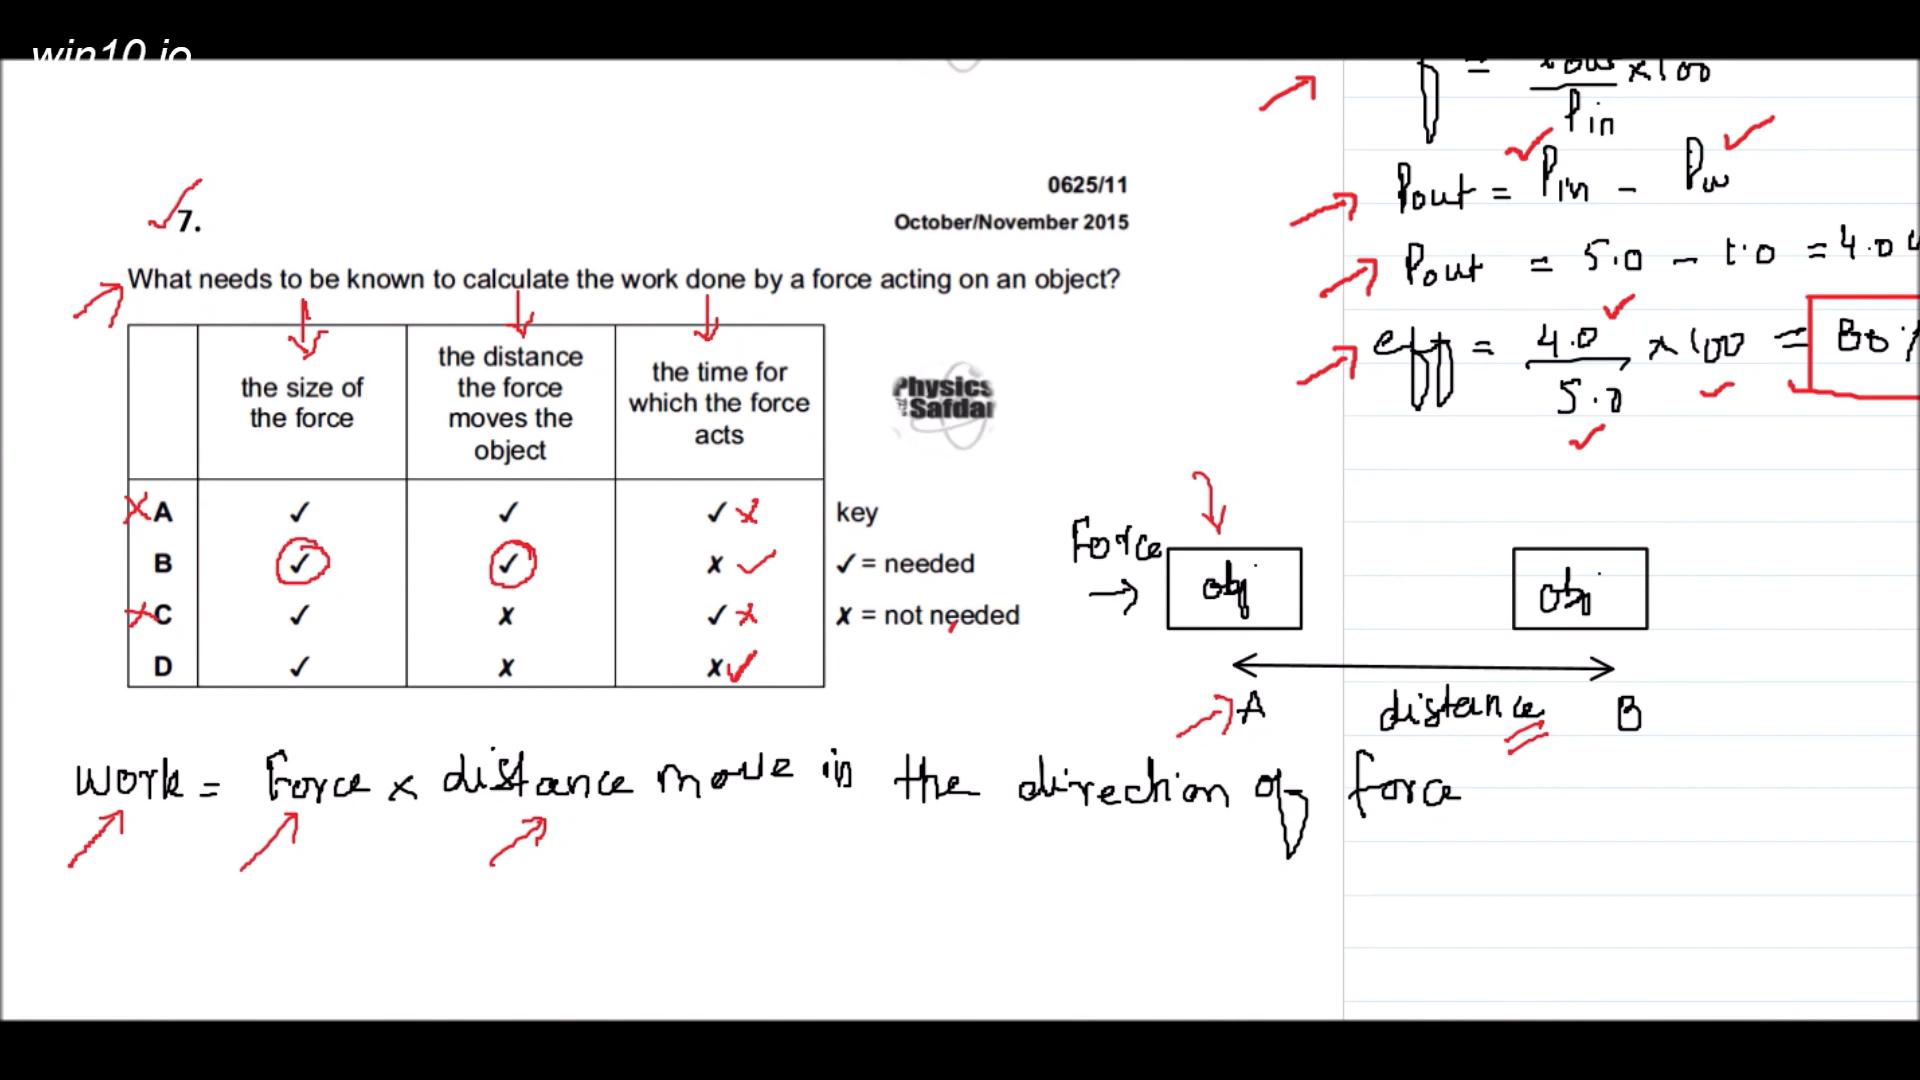 win10.io
× 100
Pin
Pout = Pin - Pw
Pout = 5.0 - 1.0 = 4.0
eff = 4.0 × 100 = 80%
5.0
0625/11
7.
October/November 2015
What needs to be known to calculate the work done by a force acting on an object?
the size of the force
the distance the force moves the object
the time for which the force acts
Physics
Safdar
A ✓ ✓ ✓ ✗ key
B ✓ ✓ ✗ ✓ ✓ = needed
C ✓ ✗ ✓ ✗ ✗ = not needed
D ✓ ✗ ✗ ✓
Force →
obj
obj
A distance B
Work = Force × distance move in the direction of force